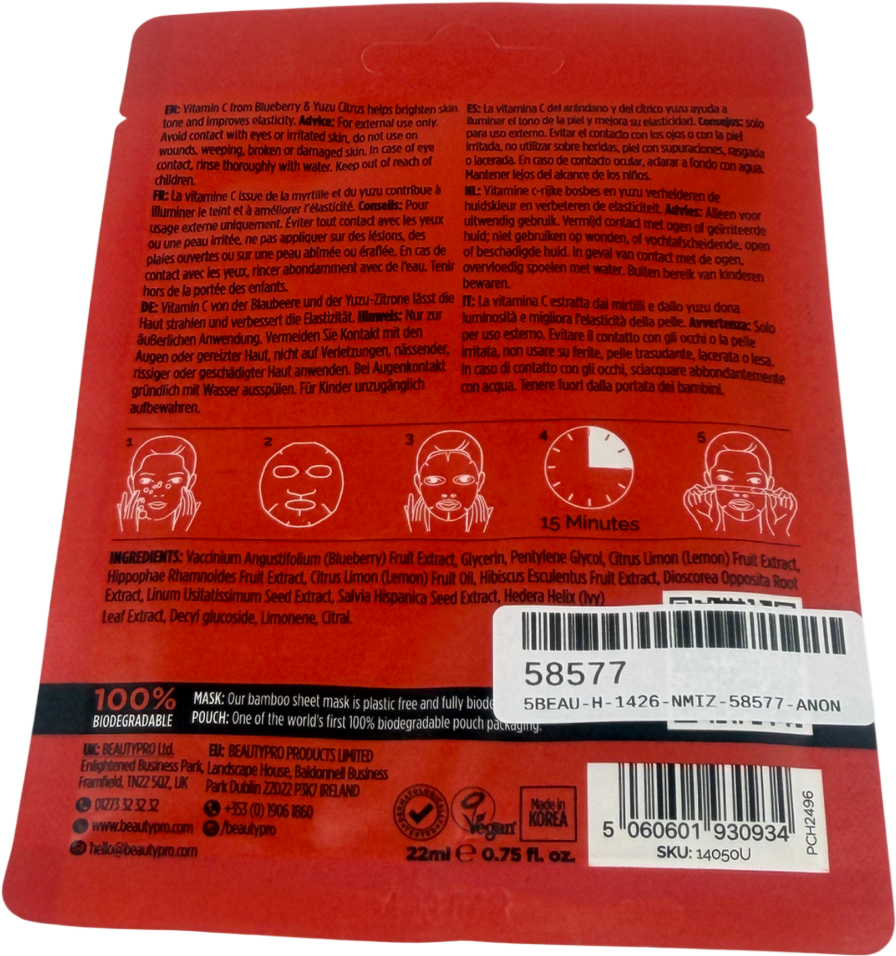 EN: Vitamin C from Blueberry & Yuzu Citrus helps brighten skin
tone and improves elasticity. Advice: For external use only.
Avoid contact with eyes or irritated skin, do not use on
wounds, weeping, broken or damaged skin. In case of eye
contact, rinse thoroughly with water. Keep out of reach of
children.
FR: La vitamine C issue de la myrtille et du yuzu contribue à
illuminer le teint et à améliorer l'élasticité. Conseils: Pour
usage externe uniquement. Éviter tout contact avec les yeux
ou une peau irritée, ne pas appliquer sur des lésions, des
plaies ouvertes ou sur une peau abîmée ou éraflée. En cas de
contact avec les yeux, rincer abondamment avec de l'eau. Tenir
hors de la portée des enfants.
DE: Vitamin C von der Blaubeere und der Yuzu-Zitrone lässt die
Haut strahlen und verbessert die Elastizität. Hinweis: Nur zur
äußerlichen Anwendung. Vermeiden Sie Kontakt mit den
Augen oder gereizter Haut, nicht auf Verletzungen, nässender,
rissiger oder geschädigter Haut anwenden. Bei Augenkontakt
gründlich mit Wasser ausspülen. Für Kinder unzugänglich
aufbewahren.
ES: La vitamina C del arándano y del cítrico yuzu ayuda a
iluminar el tono de la piel y mejora su elasticidad. Consejos: solo
para uso externo. Evitar el contacto con los ojos o con la piel
irritada, no utilizar sobre heridas, piel con supuraciones, rasgada
o lacerada. En caso de contacto ocular, aclarar a fondo con agua.
Mantener lejos del alcance de los niños.
NL: Vitamine C-rijke bosbes en yuzu verhelderen de
huidskleur en verbeteren de elasticiteit. Advies: Alleen voor
uitwendig gebruik. Vermijd contact met ogen of geïrriteerde
huid; niet gebruiken op wonden, of vochtafscheidende, open
of beschadigde huid. In geval van contact met de ogen,
overvloedig spoelen met water. Buiten bereik van kinderen
bewaren.
IT: La vitamina C estratta dai mirtilli e dallo yuzu dona
luminosità e migliora l'elasticità della pelle. Avvertenza: Solo
per uso esterno. Evitare il contatto con gli occhi o la pelle
irritata, non usare su ferite, pelle trasudante, lacerata o lesa.
In caso di contatto con gli occhi, sciacquare abbondantemente
con acqua. Tenere fuori dalla portata dei bambini.
1 2 3 4 5
15 Minutes
INGREDIENTS: Vaccinium Angustifolium (Blueberry) Fruit Extract, Glycerin, Pentylene Glycol, Citrus Limon (Lemon) Fruit Extract,
Hippophae Rhamnoides Fruit Extract, Citrus Limon (Lemon) Fruit Oil, Hibiscus Esculentus Fruit Extract, Dioscorea Opposita Root
Extract, Linum Usitatissimum Seed Extract, Salvia Hispanica Seed Extract, Hedera Helix (Ivy)
Leaf Extract, Decyl glucoside, Limonene, Citral.
58577
5BEAU-H-1426-NMIZ-58577-ANON
100%
BIODEGRADABLE
MASK: Our bamboo sheet mask is plastic free and fully biode
POUCH: One of the world's first 100% biodegradable pouch packaging.
UK: BEAUTYPRO Ltd.
Enlightened Business Park,
Framfield, TN22 5QZ, UK
01273 32 32 32
www.beautypro.com
hello@beautypro.com
EU: BEAUTYPRO PRODUCTS LIMITED
Landscape House, Baldonnell Business
Park Dublin 22D22 P3K7 IRELAND
+353 (0) 1906 1860
/beautypro
DERMATOLOGICALLY TESTED
Vegan
Made in
KOREA
22ml e 0.75 fl. oz.
5 060601 930934
SKU: 14050U
PCH2496